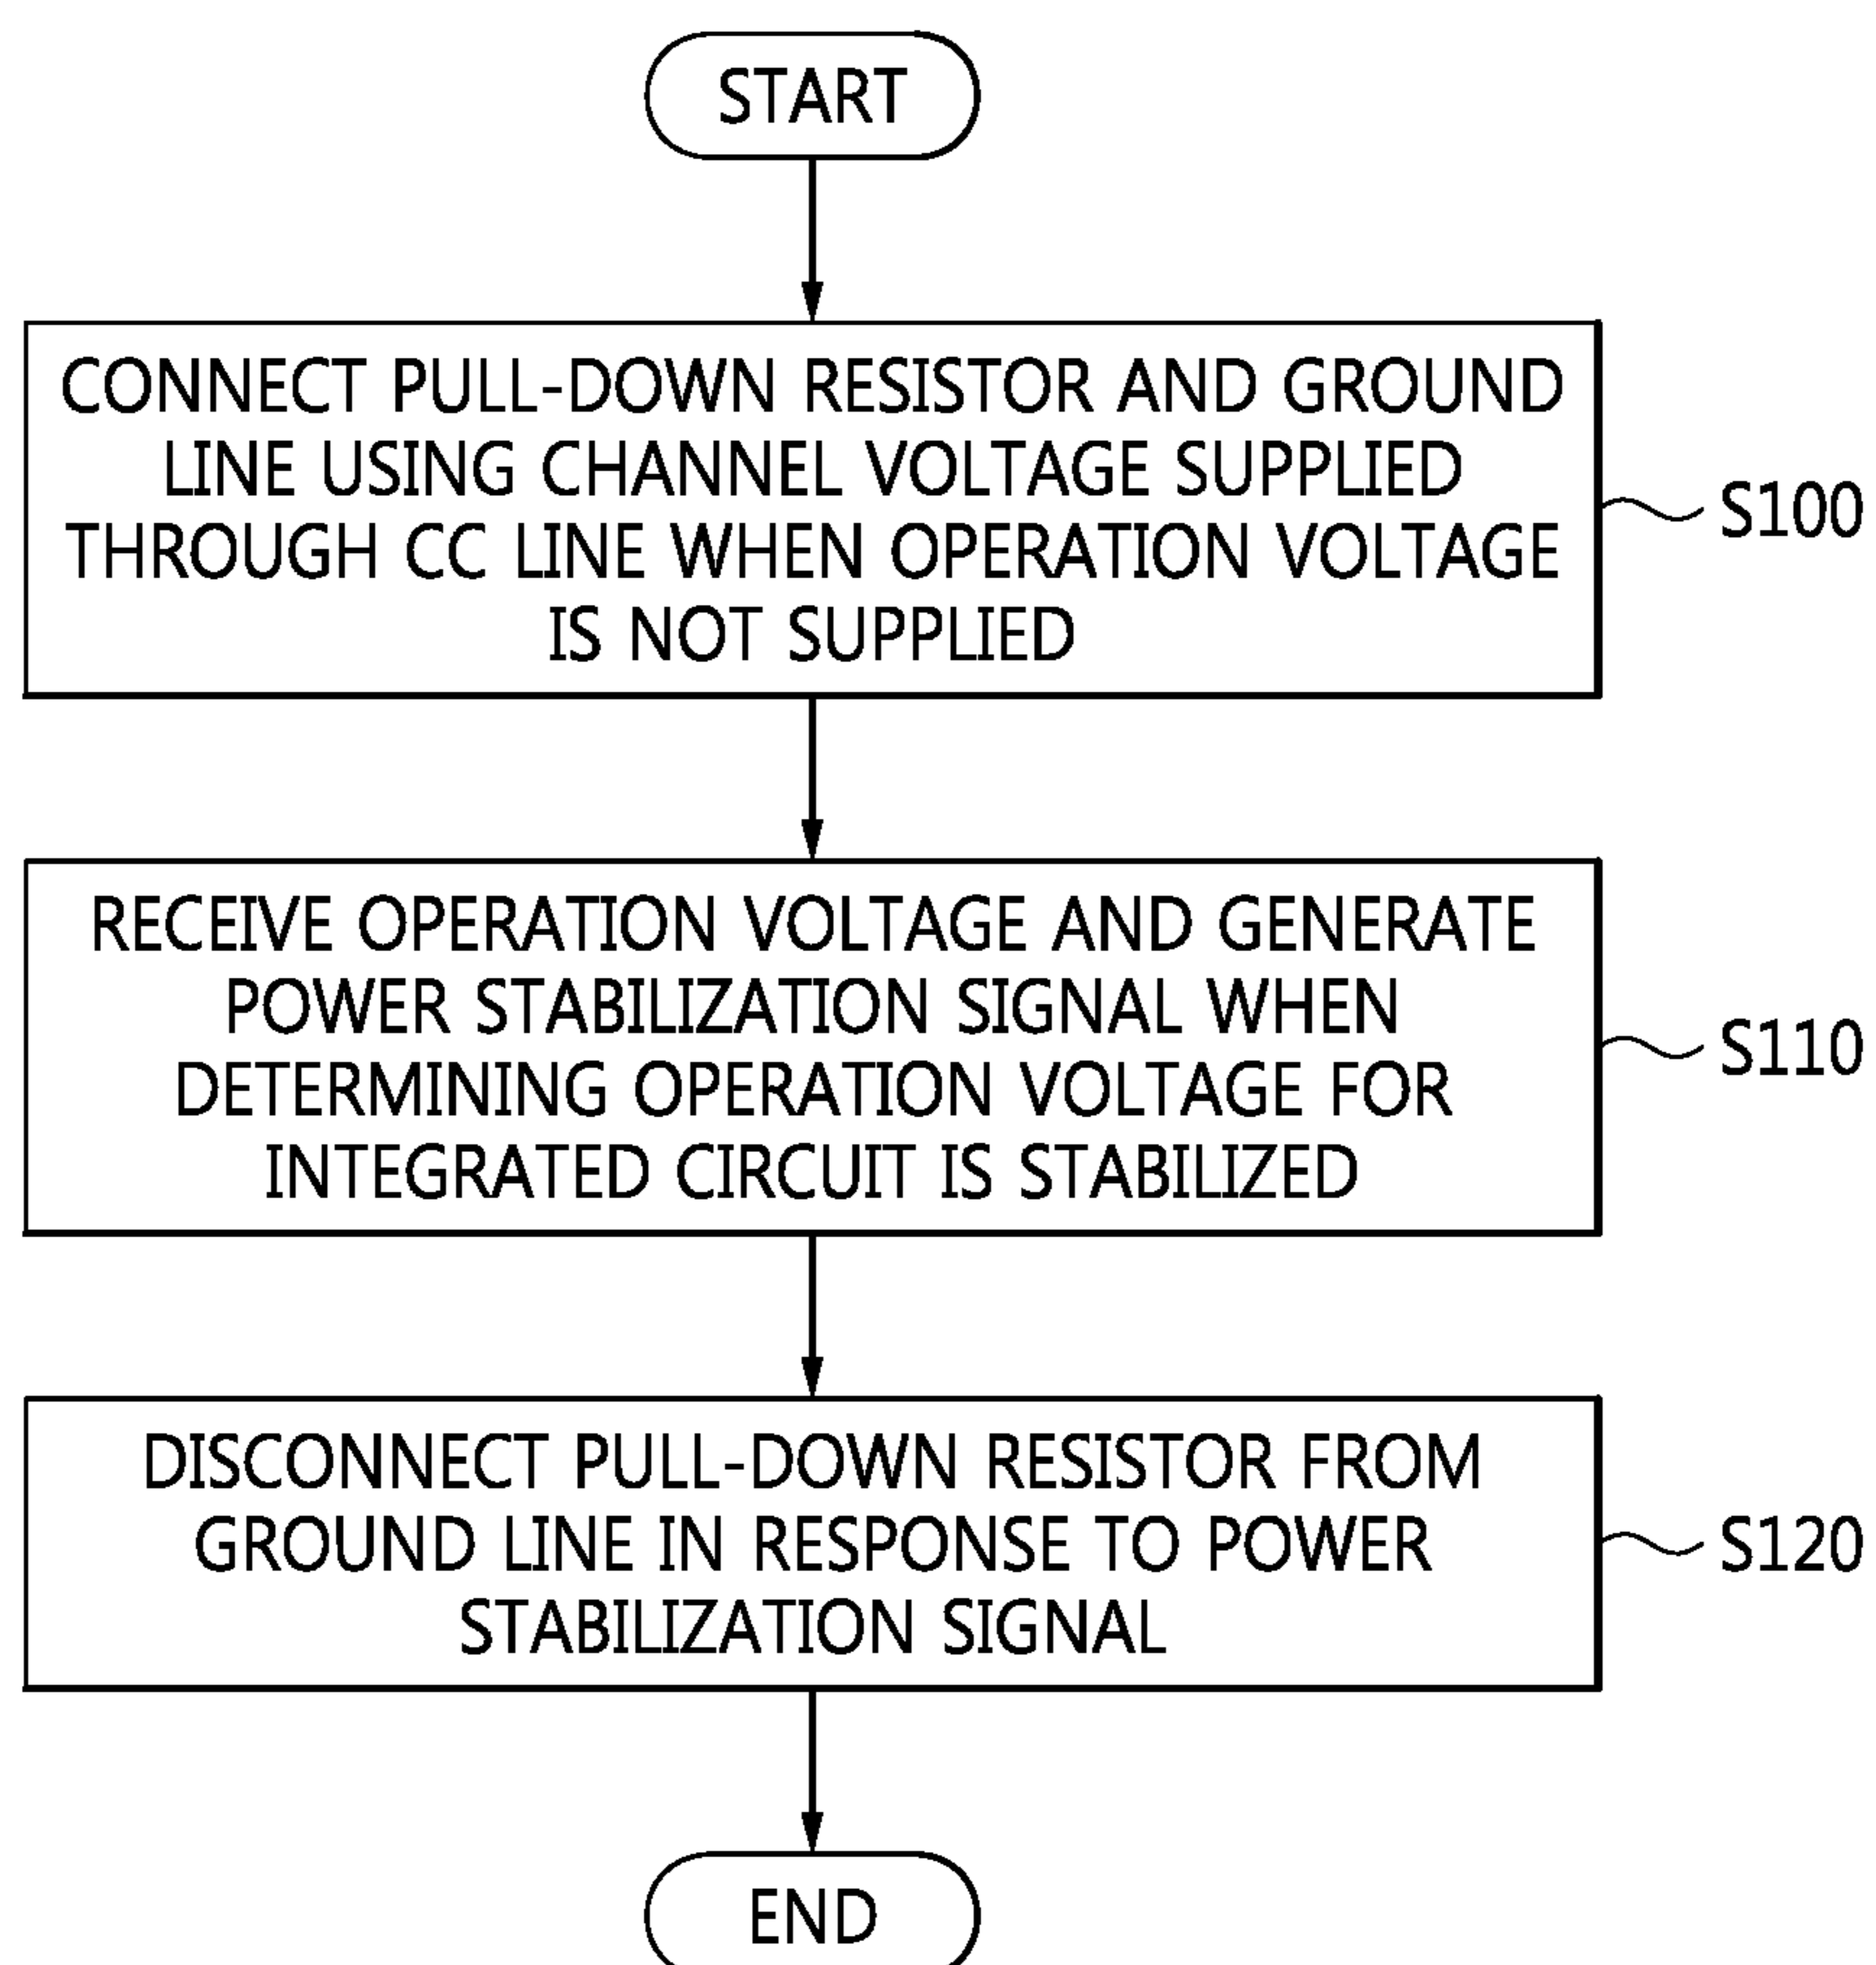 START
CONNECT PULL-DOWN RESISTOR AND GROUND
LINE USING CHANNEL VOLTAGE SUPPLIED
THROUGH CC LINE WHEN OPERATION VOLTAGE
IS NOT SUPPLIED
S100
RECEIVE OPERATION VOLTAGE AND GENERATE
POWER STABILIZATION SIGNAL WHEN
DETERMINING OPERATION VOLTAGE FOR
INTEGRATED CIRCUIT IS STABILIZED
S110
DISCONNECT PULL-DOWN RESISTOR FROM
GROUND LINE IN RESPONSE TO POWER
STABILIZATION SIGNAL
S120
END